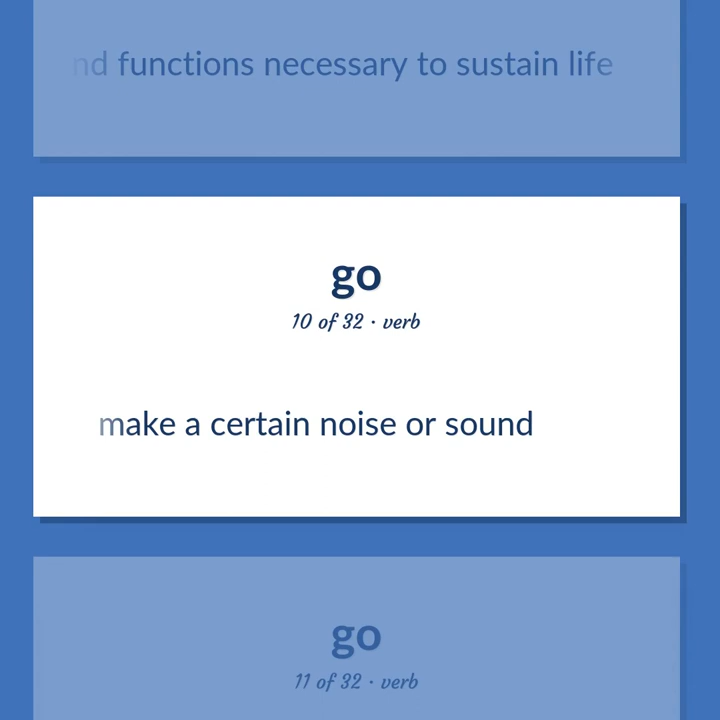 nd functions necessary to sustain life
go
10 of 32 · verb
make a certain noise or sound
go
11 of 32 · verb